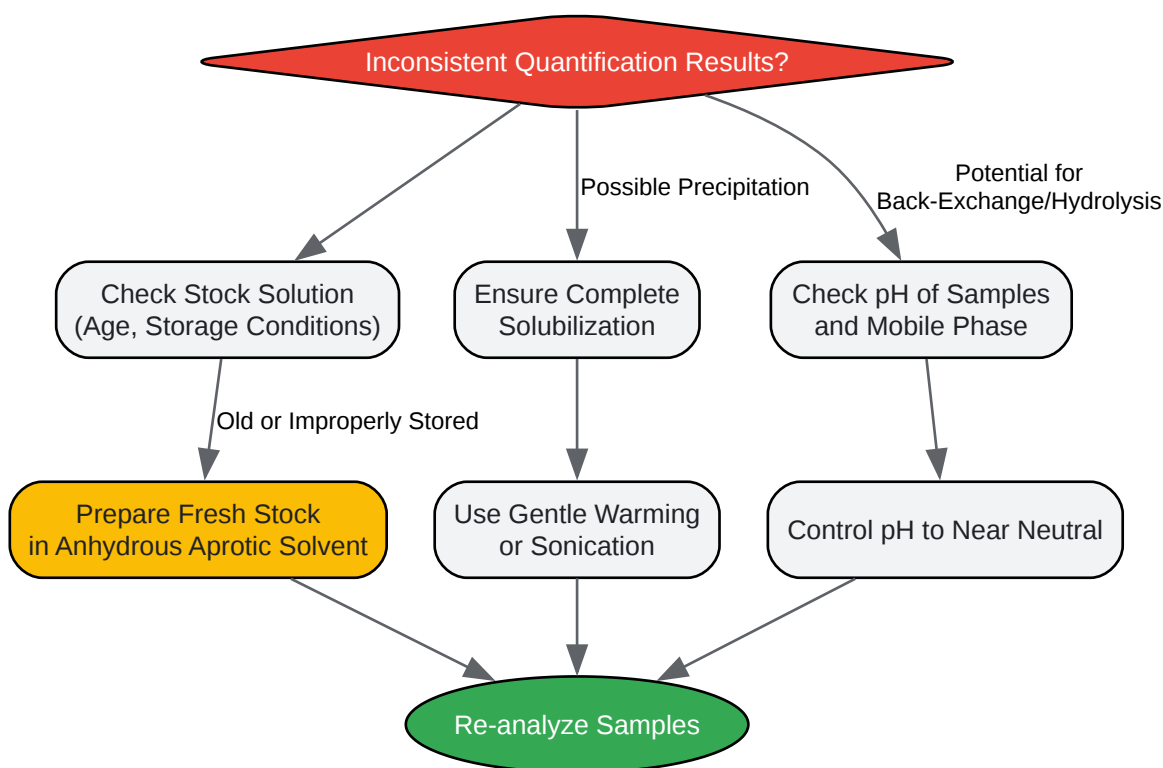 Inconsistent Quantification Results?
Possible Precipitation
Potential for
Back-Exchange/Hydrolysis
Check Stock Solution
(Age, Storage Conditions)
Ensure Complete
Solubilization
Check pH of Samples
and Mobile Phase
Old or Improperly Stored
Prepare Fresh Stock
in Anhydrous Aprotic Solvent
Use Gentle Warming
or Sonication
Control pH to Near Neutral
Re-analyze Samples